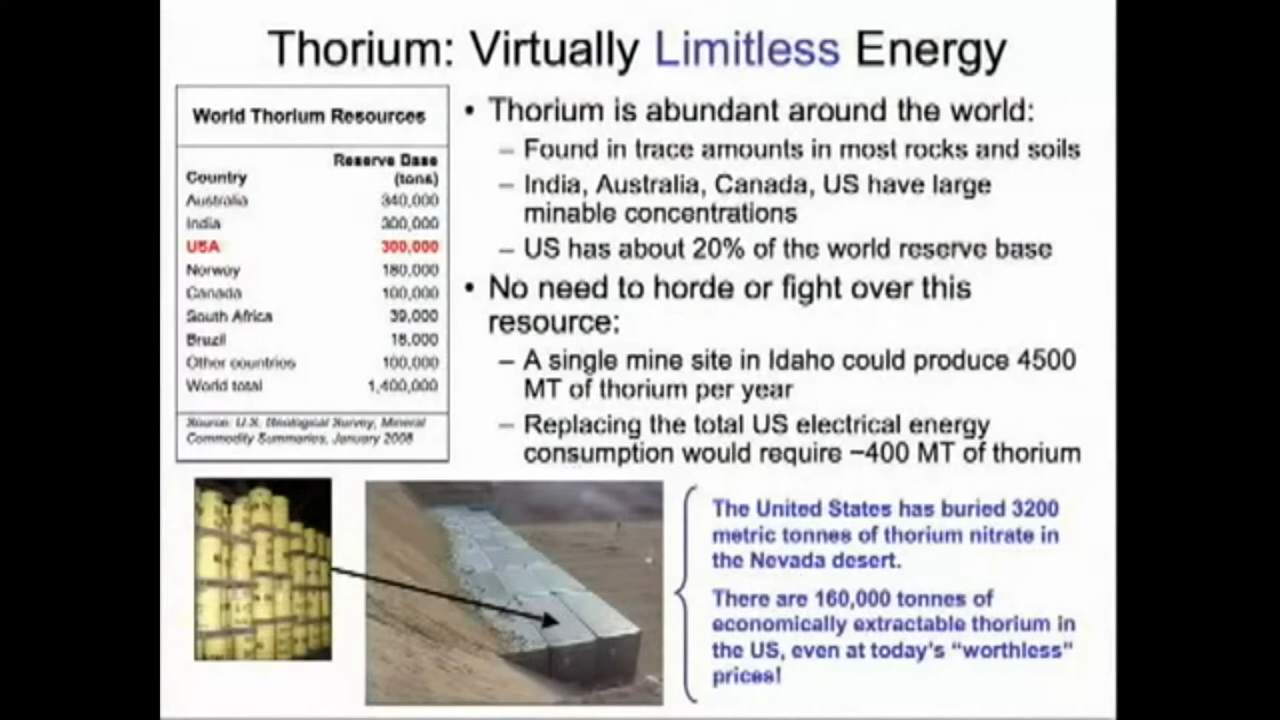 Thorium: Virtually Limitless Energy
World Thorium Resources
Reserve Base
Country (tons)
Australia 340,000
India 300,000
USA 300,000
Norway 180,000
Canada 100,000
South Africa 39,000
Brazil 18,000
Other countries 100,000
World total 1,400,000
Source: U.S. Geological Survey, Mineral
Commodity Summaries, January 2008
• Thorium is abundant around the world:
– Found in trace amounts in most rocks and soils
– India, Australia, Canada, US have large
minable concentrations
– US has about 20% of the world reserve base
• No need to horde or fight over this
resource:
– A single mine site in Idaho could produce 4500
MT of thorium per year
– Replacing the total US electrical energy
consumption would require ~400 MT of thorium
The United States has buried 3200
metric tonnes of thorium nitrate in
the Nevada desert.
There are 160,000 tonnes of
economically extractable thorium in
the US, even at today's "worthless"
prices!